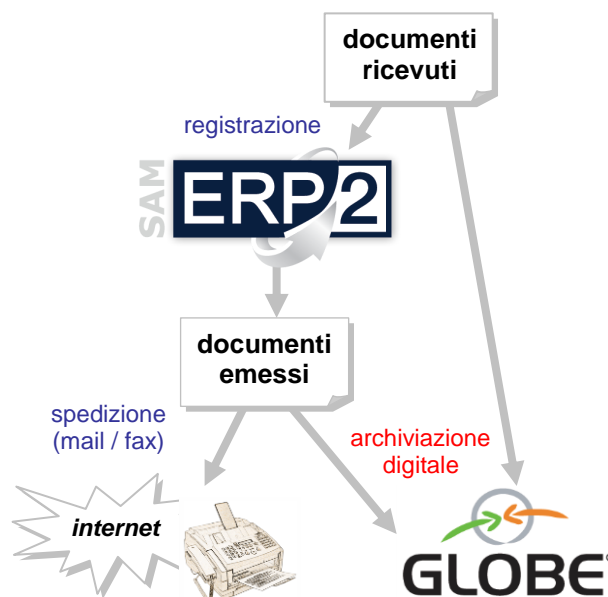 documenti
ricevuti
registrazione
SAM
ERP2
documenti
emessi
spedizione
(mail / fax)
archiviazione
digitale
internet
GLOBE